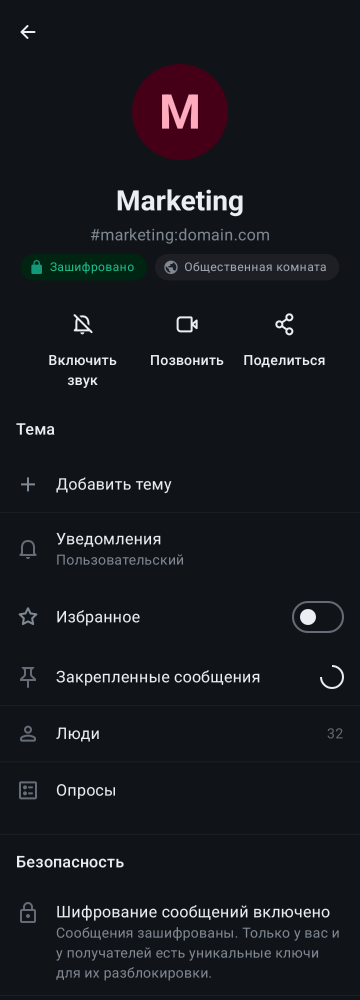 M
Marketing
#marketing:domain.com
Зашифровано
Общественная комната
Включить
звук
Позвонить
Поделиться
Тема
Добавить тему
Уведомления
Пользовательский
Избранное
Закрепленные сообщения
Люди
32
Опросы
Безопасность
Шифрование сообщений включено
Сообщения зашифрованы. Только у вас и
у получателей есть уникальные ключи
для их разблокировки.